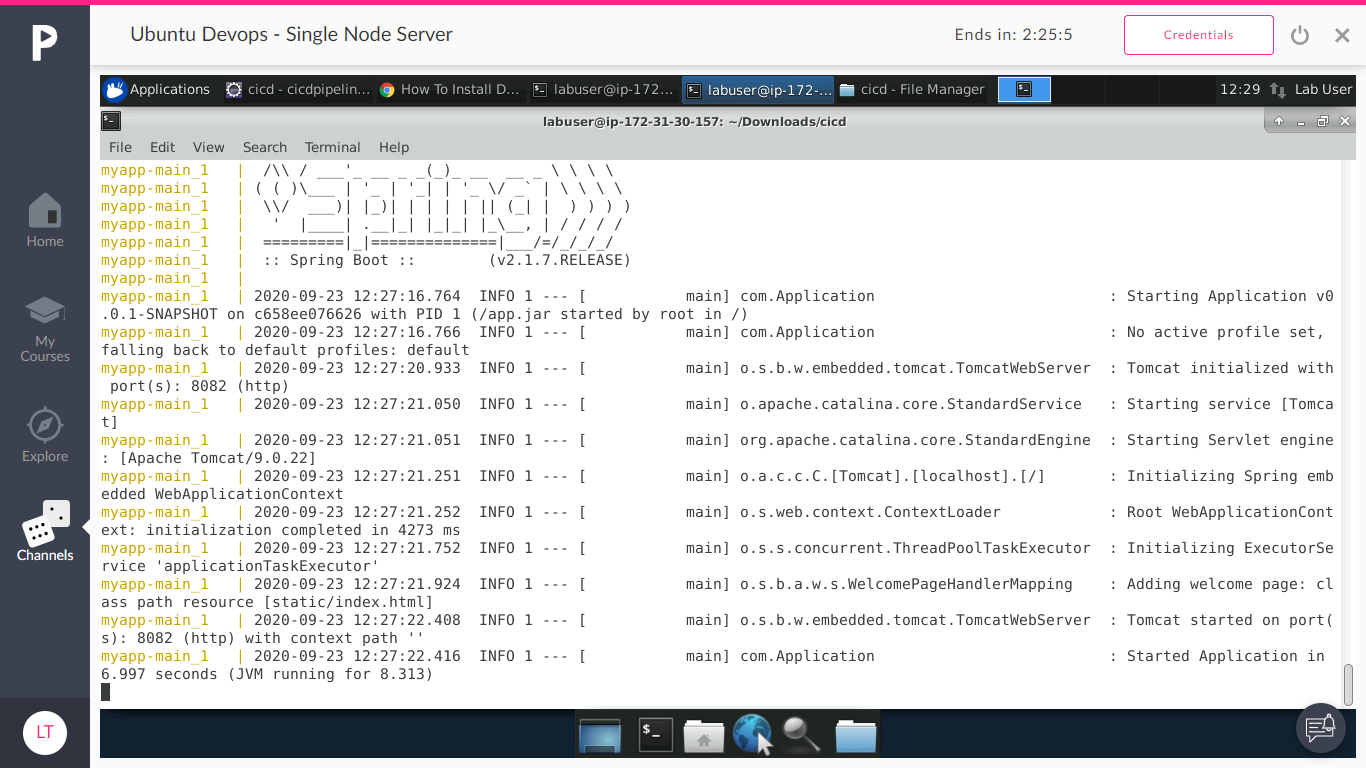 Ubuntu Devops - Single Node Server
Ends in: 2:25:5
Credentials
Applications
cicd - cicdpipelin...
How To Install D...
labuser@ip-172...
labuser@ip-172-...
cicd - File Manager
12:29
Lab User
labuser@ip-172-31-30-157: ~/Downloads/cicd
File Edit View Search Terminal Help
myapp-main_1   |  /\\ / ___'_ __ _ _(_)_ __  __ _ \ \ \ \
myapp-main_1   | ( ( )\___ | '_ | '_| | '_ \/ _` | \ \ \ \
myapp-main_1   |  \\/  ___)| |_)| | | | | || (_| |  ) ) ) )
myapp-main_1   |   '  |____| .__|_| |_|_| |_\__, | / / / /
myapp-main_1   |  =========|_|==============|___/=/_/_/_/
myapp-main_1   |  :: Spring Boot ::        (v2.1.7.RELEASE)
myapp-main_1   |
myapp-main_1   | 2020-09-23 12:27:16.764  INFO 1 --- [           main] com.Application                          : Starting Application v0
.0.1-SNAPSHOT on c658ee076626 with PID 1 (/app.jar started by root in /)
myapp-main_1   | 2020-09-23 12:27:16.766  INFO 1 --- [           main] com.Application                          : No active profile set,
falling back to default profiles: default
myapp-main_1   | 2020-09-23 12:27:20.933  INFO 1 --- [           main] o.s.b.w.embedded.tomcat.TomcatWebServer  : Tomcat initialized with
 port(s): 8082 (http)
myapp-main_1   | 2020-09-23 12:27:21.050  INFO 1 --- [           main] o.apache.catalina.core.StandardService   : Starting service [Tomca
t]
myapp-main_1   | 2020-09-23 12:27:21.051  INFO 1 --- [           main] org.apache.catalina.core.StandardEngine  : Starting Servlet engine
: [Apache Tomcat/9.0.22]
myapp-main_1   | 2020-09-23 12:27:21.251  INFO 1 --- [           main] o.a.c.c.C.[Tomcat].[localhost].[/]       : Initializing Spring emb
edded WebApplicationContext
myapp-main_1   | 2020-09-23 12:27:21.252  INFO 1 --- [           main] o.s.web.context.ContextLoader            : Root WebApplicationCont
ext: initialization completed in 4273 ms
myapp-main_1   | 2020-09-23 12:27:21.752  INFO 1 --- [           main] o.s.s.concurrent.ThreadPoolTaskExecutor  : Initializing ExecutorSe
rvice 'applicationTaskExecutor'
myapp-main_1   | 2020-09-23 12:27:21.924  INFO 1 --- [           main] o.s.b.a.w.s.WelcomePageHandlerMapping    : Adding welcome page: cl
ass path resource [static/index.html]
myapp-main_1   | 2020-09-23 12:27:22.408  INFO 1 --- [           main] o.s.b.w.embedded.tomcat.TomcatWebServer  : Tomcat started on port(
s): 8082 (http) with context path ''
myapp-main_1   | 2020-09-23 12:27:22.416  INFO 1 --- [           main] com.Application                          : Started Application in
6.997 seconds (JVM running for 8.313)
Home
My
Courses
Explore
Channels
LT